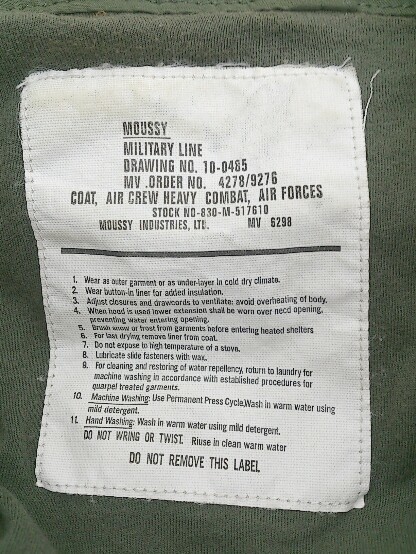 MOUSSY
MILITARY LINE
DRAWING NO. 10-0485
MV .ORDER NO. 4278/9276
COAT, AIR CREW HEAVY COMBAT, AIR FORCES
STOCK NO-830-M-517610
MOUSSY INDUSTRIES, LTD. MV 6298
1. Wear as outer garment or as under-layer in cold dry climate.
2. Wear button-in liner for added insulation.
3. Adjust closures and drawcords to ventilate: avoid overheating of body.
4. When hood is used lower extension shall be worn over necd opening,
preventing water entering opening.
5. Brush snow or frost from garments before entering heated shelters
6. For fast drying remove liner from coat.
7. Do not expose to high temperature of a stove.
8. Lubricate slide fasteners with wax.
9. For cleaning and restoring of water repellency, return to laundry for
machine washing in accordance with established procedures for
quarpel treated garments.
10. Machine Washing: Use Permanent Press Cycle.Wash in warm water using
mild detergent.
11. Hand Washing: Wash in warm water using mild detergent.
DO NOT WRING OR TWIST. Riuse in clean warm water
DO NOT REMOVE THIS LABEL